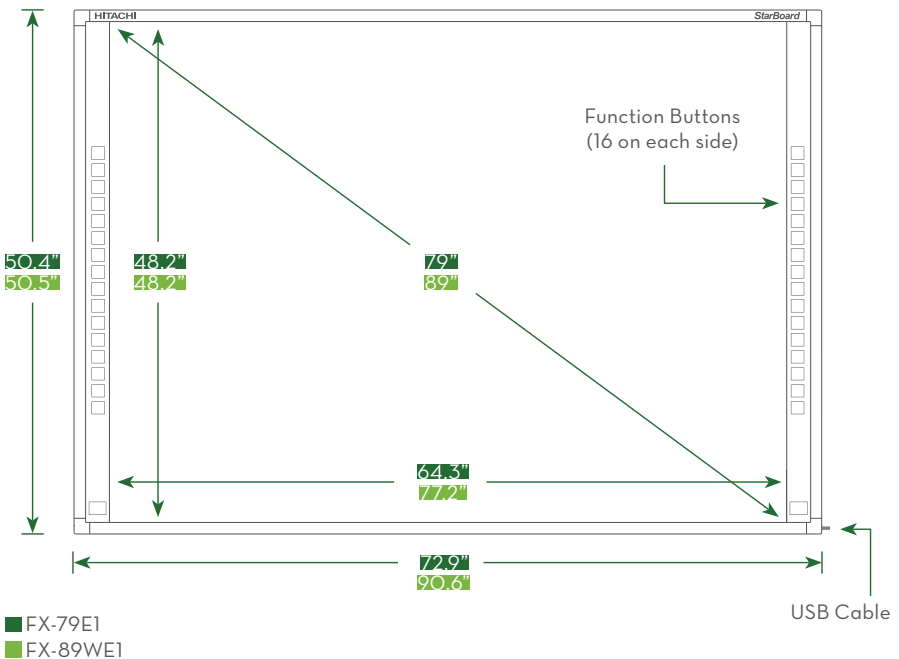 HITACHI
StarBoard
Function Buttons
(16 on each side)
50.4"
50.5"
48.2"
48.2"
79"
89"
64.3"
77.2"
72.9"
90.6"
USB Cable
FX-79E1
FX-89WE1